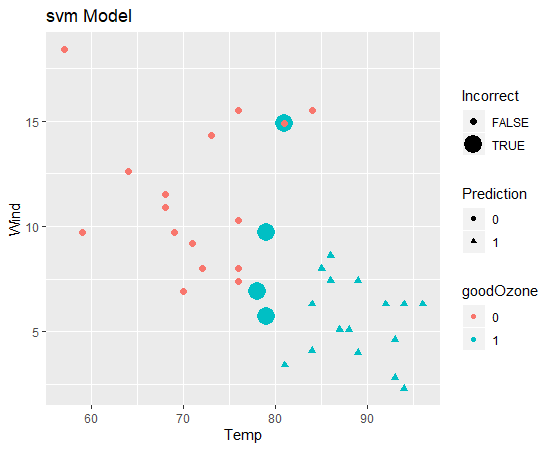 svm Model
Wind
15
10
5
60 70 80 90
Temp
Incorrect
FALSE
TRUE
Prediction
0
1
goodOzone
0
1